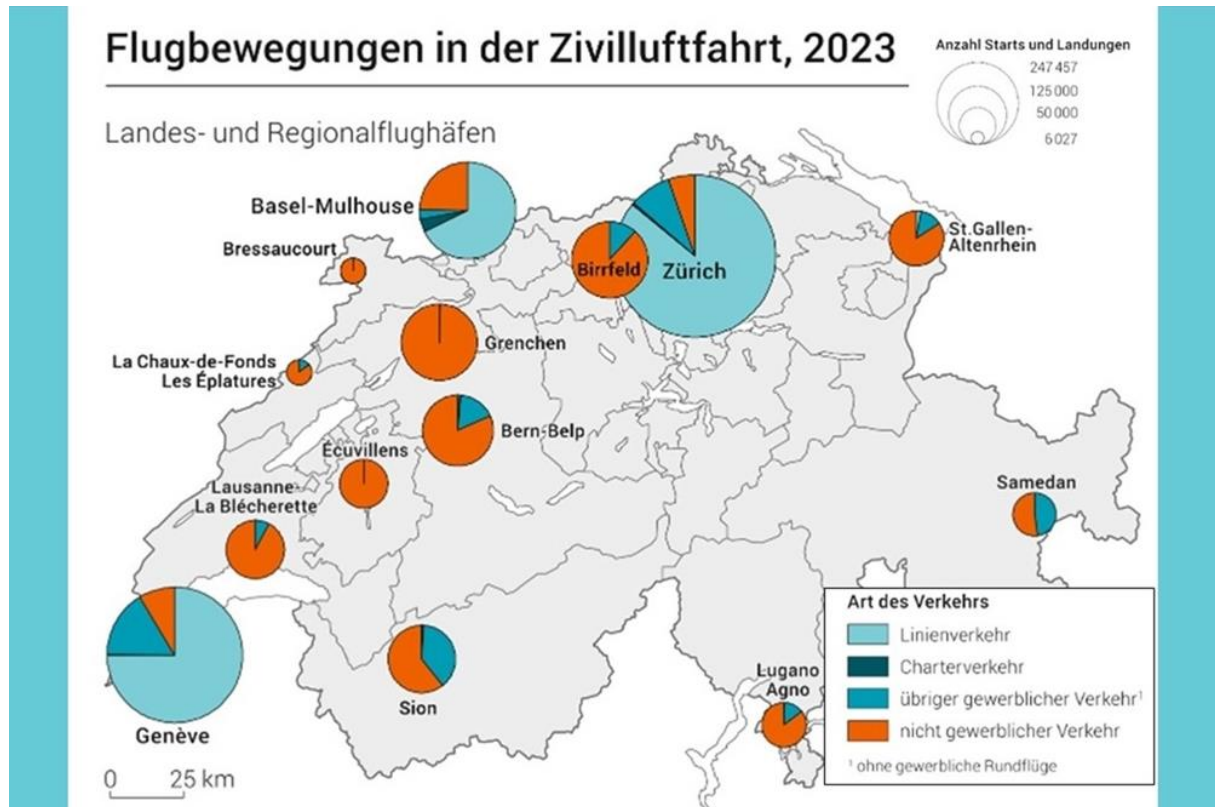 Flugbewegungen in der Zivilluftfahrt, 2023
Anzahl Starts und Landungen
247 457
125 000
50 000
6 027
Landes- und Regionalflughäfen
Basel-Mulhouse
Bressaucourt
Birrfeld
Zürich
St.Gallen-
Altenrhein
Grenchen
La Chaux-de-Fonds
Les Éplatures
Bern-Belp
Écuvillens
Lausanne-
La Blécherette
Samedan
Genève
Sion
Lugano
Agno
0 25 km
Art des Verkehrs
Linienverkehr
Charterverkehr
übriger gewerblicher Verkehr¹
nicht gewerblicher Verkehr
¹ ohne gewerbliche Rundflüge